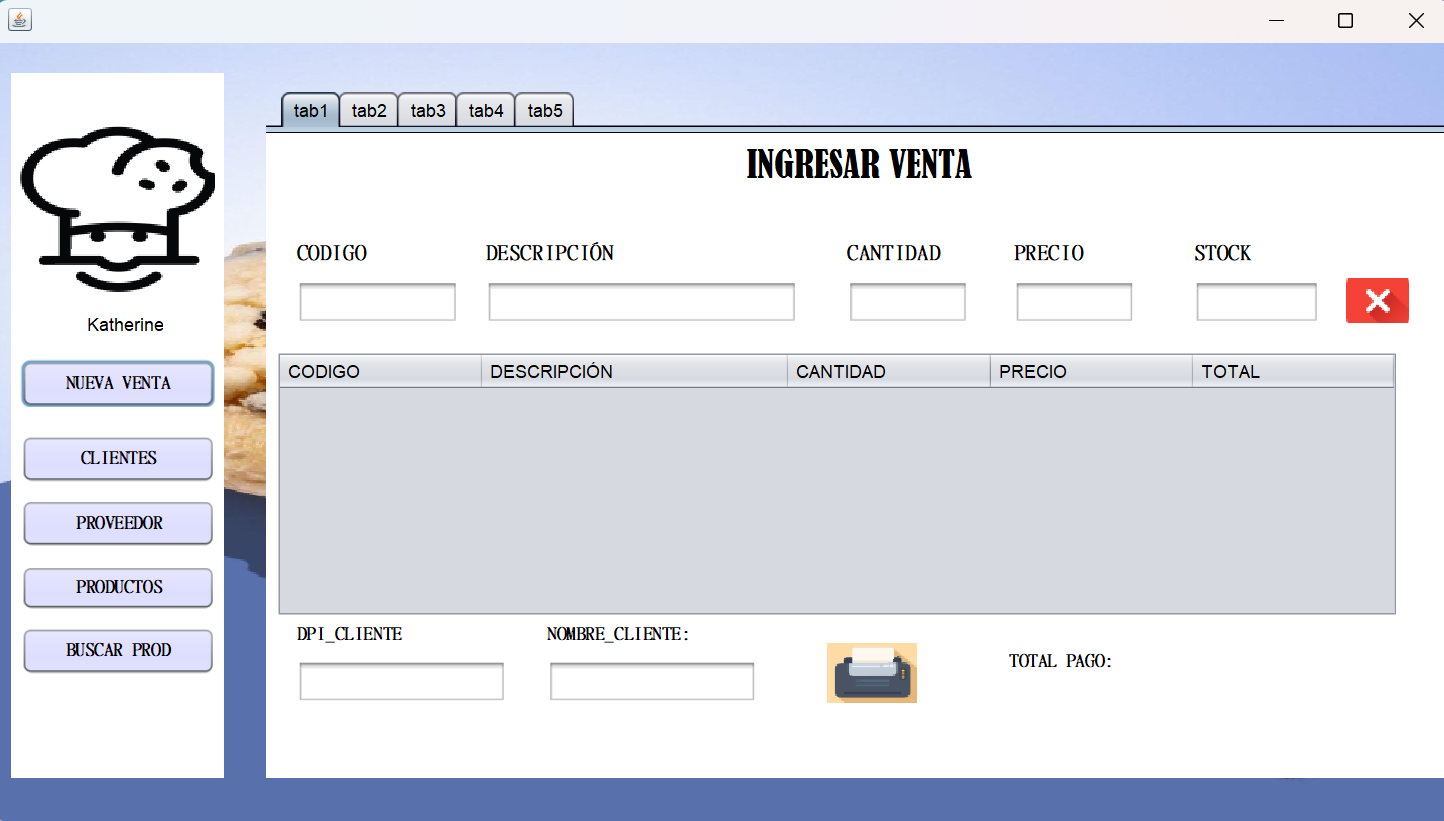 tab1 tab2 tab3 tab4 tab5
INGRESAR VENTA
CODIGO DESCRIPCIÓN CANTIDAD PRECIO STOCK
Katherine
NUEVA VENTA
CLIENTES
PROVEEDOR
PRODUCTOS
BUSCAR PROD
CODIGO DESCRIPCIÓN CANTIDAD PRECIO TOTAL
DPI_CLIENTE NOMBRE_CLIENTE:
TOTAL PAGO: